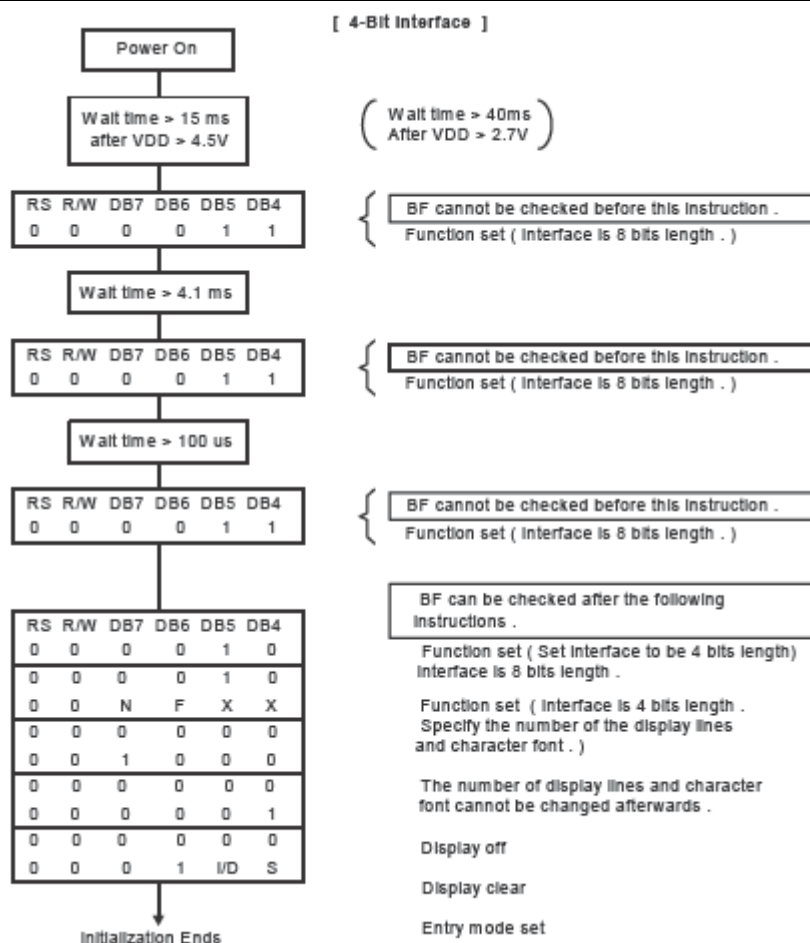 [ 4-Bit Interface ]
Power On
Wait time > 15 ms
after VDD > 4.5V
Wait time > 40ms
After VDD > 2.7V
RS R/W DB7 DB6 DB5 DB4
0 0 0 0 1 1
BF cannot be checked before this instruction .
Function set ( Interface is 8 bits length . )
Wait time > 4.1 ms
RS R/W DB7 DB6 DB5 DB4
0 0 0 0 1 1
BF cannot be checked before this instruction .
Function set ( Interface is 8 bits length . )
Wait time > 100 us
RS R/W DB7 DB6 DB5 DB4
0 0 0 0 1 1
BF cannot be checked before this instruction .
Function set ( Interface is 8 bits length . )
RS R/W DB7 DB6 DB5 DB4
0 0 0 0 1 0
0 0 0 0 1 0
0 0 N F X X
0 0 0 0 0 0
0 0 1 0 0 0
0 0 0 0 0 0
0 0 0 0 0 1
0 0 0 0 0 0
0 0 0 1 I/D S
Initialization Ends
BF can be checked after the following
instructions .
Function set ( Set interface to be 4 bits length)
Interface is 8 bits length .
Function set ( Interface is 4 bits length .
Specify the number of the display lines
and character font . )
The number of display lines and character
font cannot be changed afterwards .
Display off
Display clear
Entry mode set